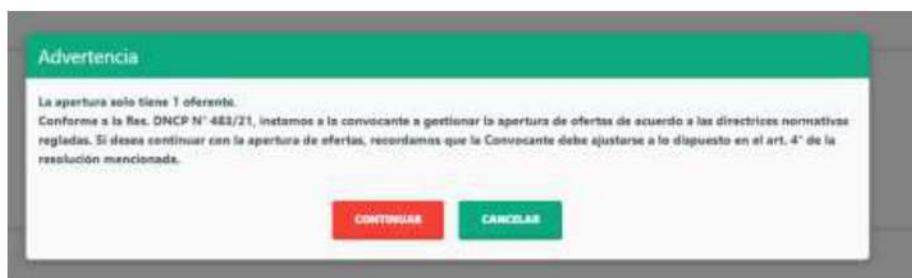 Advertencia
La apertura solo tiene 1 oferente.
Conforme a la Res. DNCP N° 483/21, instamos a la convocante a gestionar la apertura de ofertas de acuerdo a las directrices normativas
regladas. Si desea continuar con la apertura de ofertas, recordamos que la Convocante debe ajustarse a lo dispuesto en el art. 4° de la
resolución mencionada.
CONTINUAR
CANCELAR